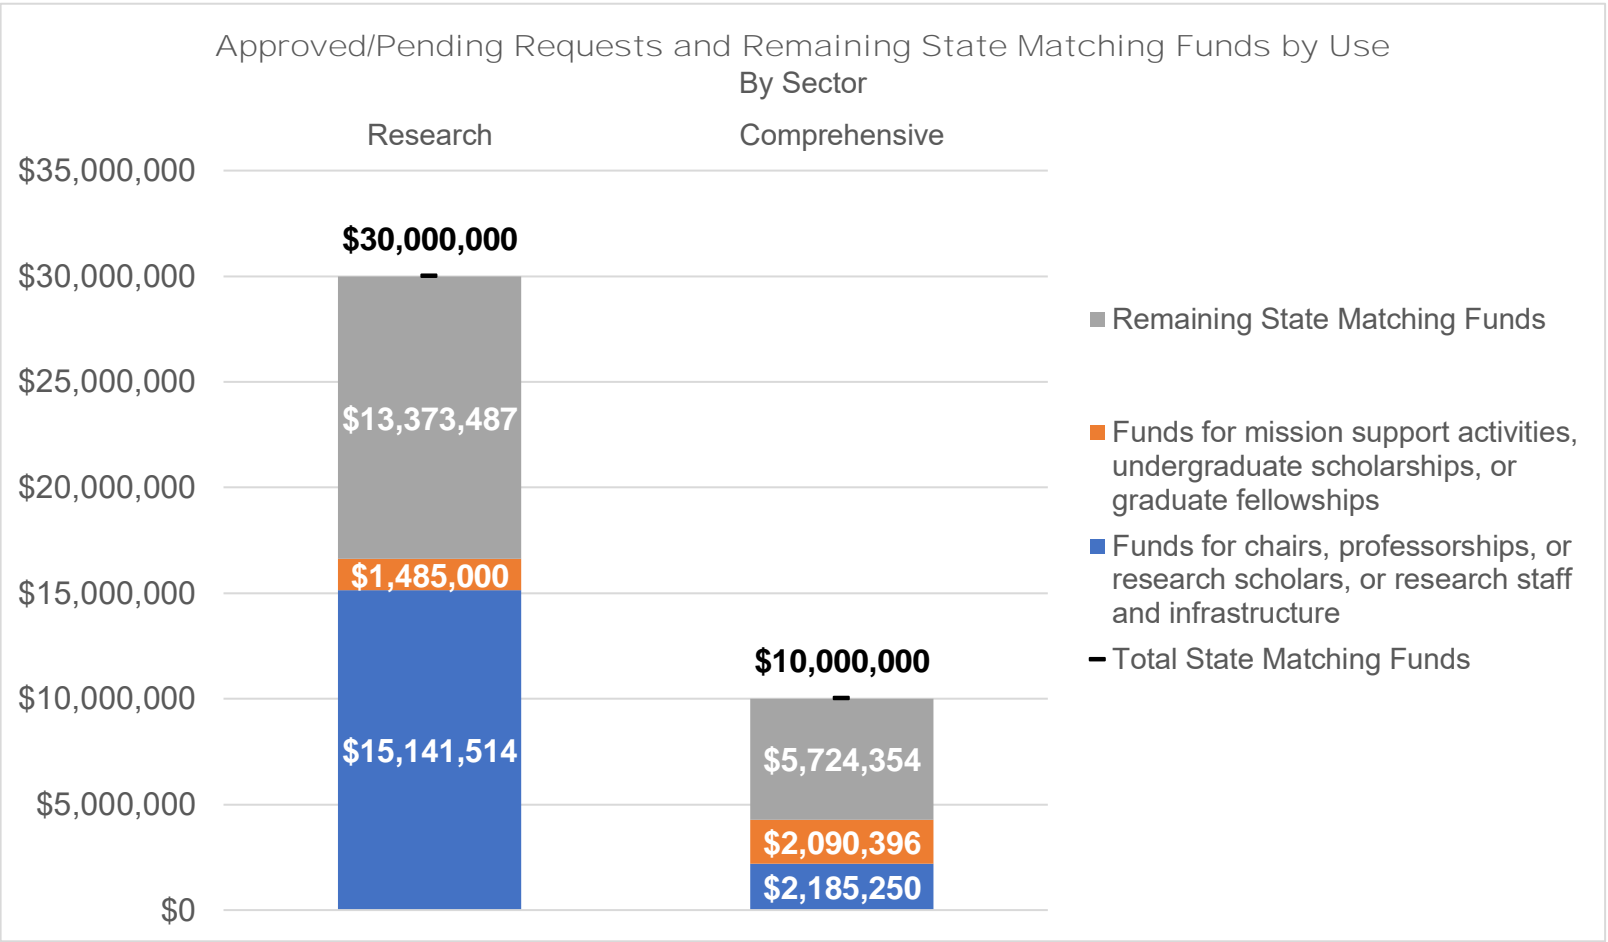 Approved/Pending Requests and Remaining State Matching Funds by Use
By Sector
Research
Comprehensive
$35,000,000
$30,000,000
$25,000,000
$20,000,000
$15,000,000
$10,000,000
$5,000,000
$0
$30,000,000
$13,373,487
$1,485,000
$15,141,514
$10,000,000
$5,724,354
$2,090,396
$2,185,250
Remaining State Matching Funds
Funds for mission support activities,
undergraduate scholarships, or
graduate fellowships
Funds for chairs, professorships, or
research scholars, or research staff
and infrastructure
Total State Matching Funds